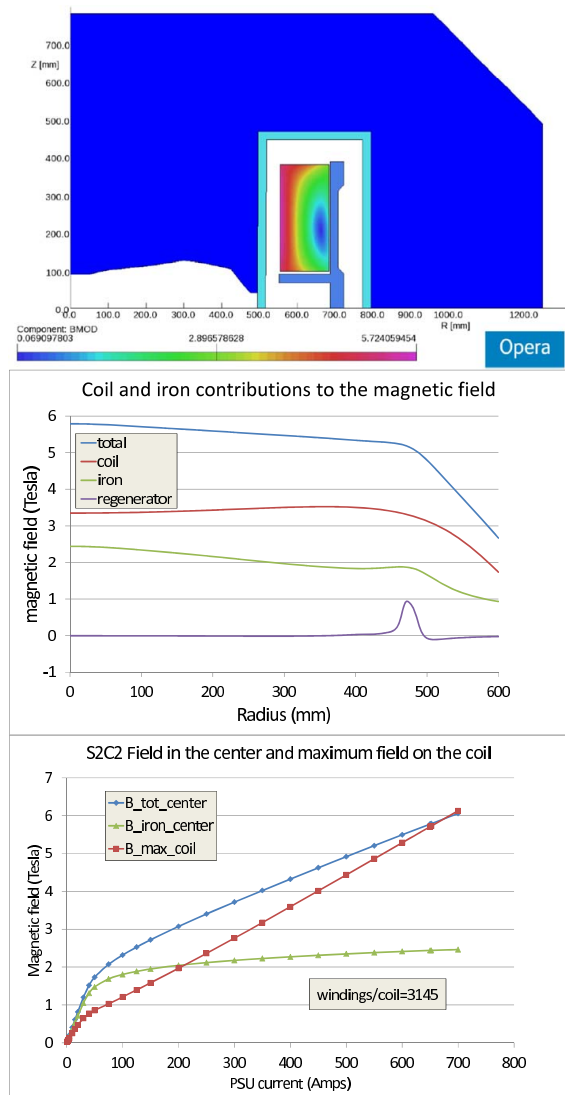 700.0
Z [mm]
600.0
500.0
400.0
300.0
200.0
100.0
0.0
0.0 100.0 200.0 300.0 400.0 500.0 600.0 700.0 800.0 1000.0 1200.0
R [mm]
Component: BMOD
0.069097803 2.896578628 5.724059454
Opera
Coil and iron contributions to the magnetic field
magnetic field (Tesla)
6
5
4
3
2
1
0
-1
total
coil
iron
regenerator
0 100 200 300 400 500 600
Radius (mm)
S2C2 Field in the center and maximum field on the coil
Magnetic field (Tesla)
7
6
5
4
3
2
1
0
B_tot_center
B_iron_center
B_max_coil
windings/coil=3145
0 100 200 300 400 500 600 700 800
PSU current (Amps)